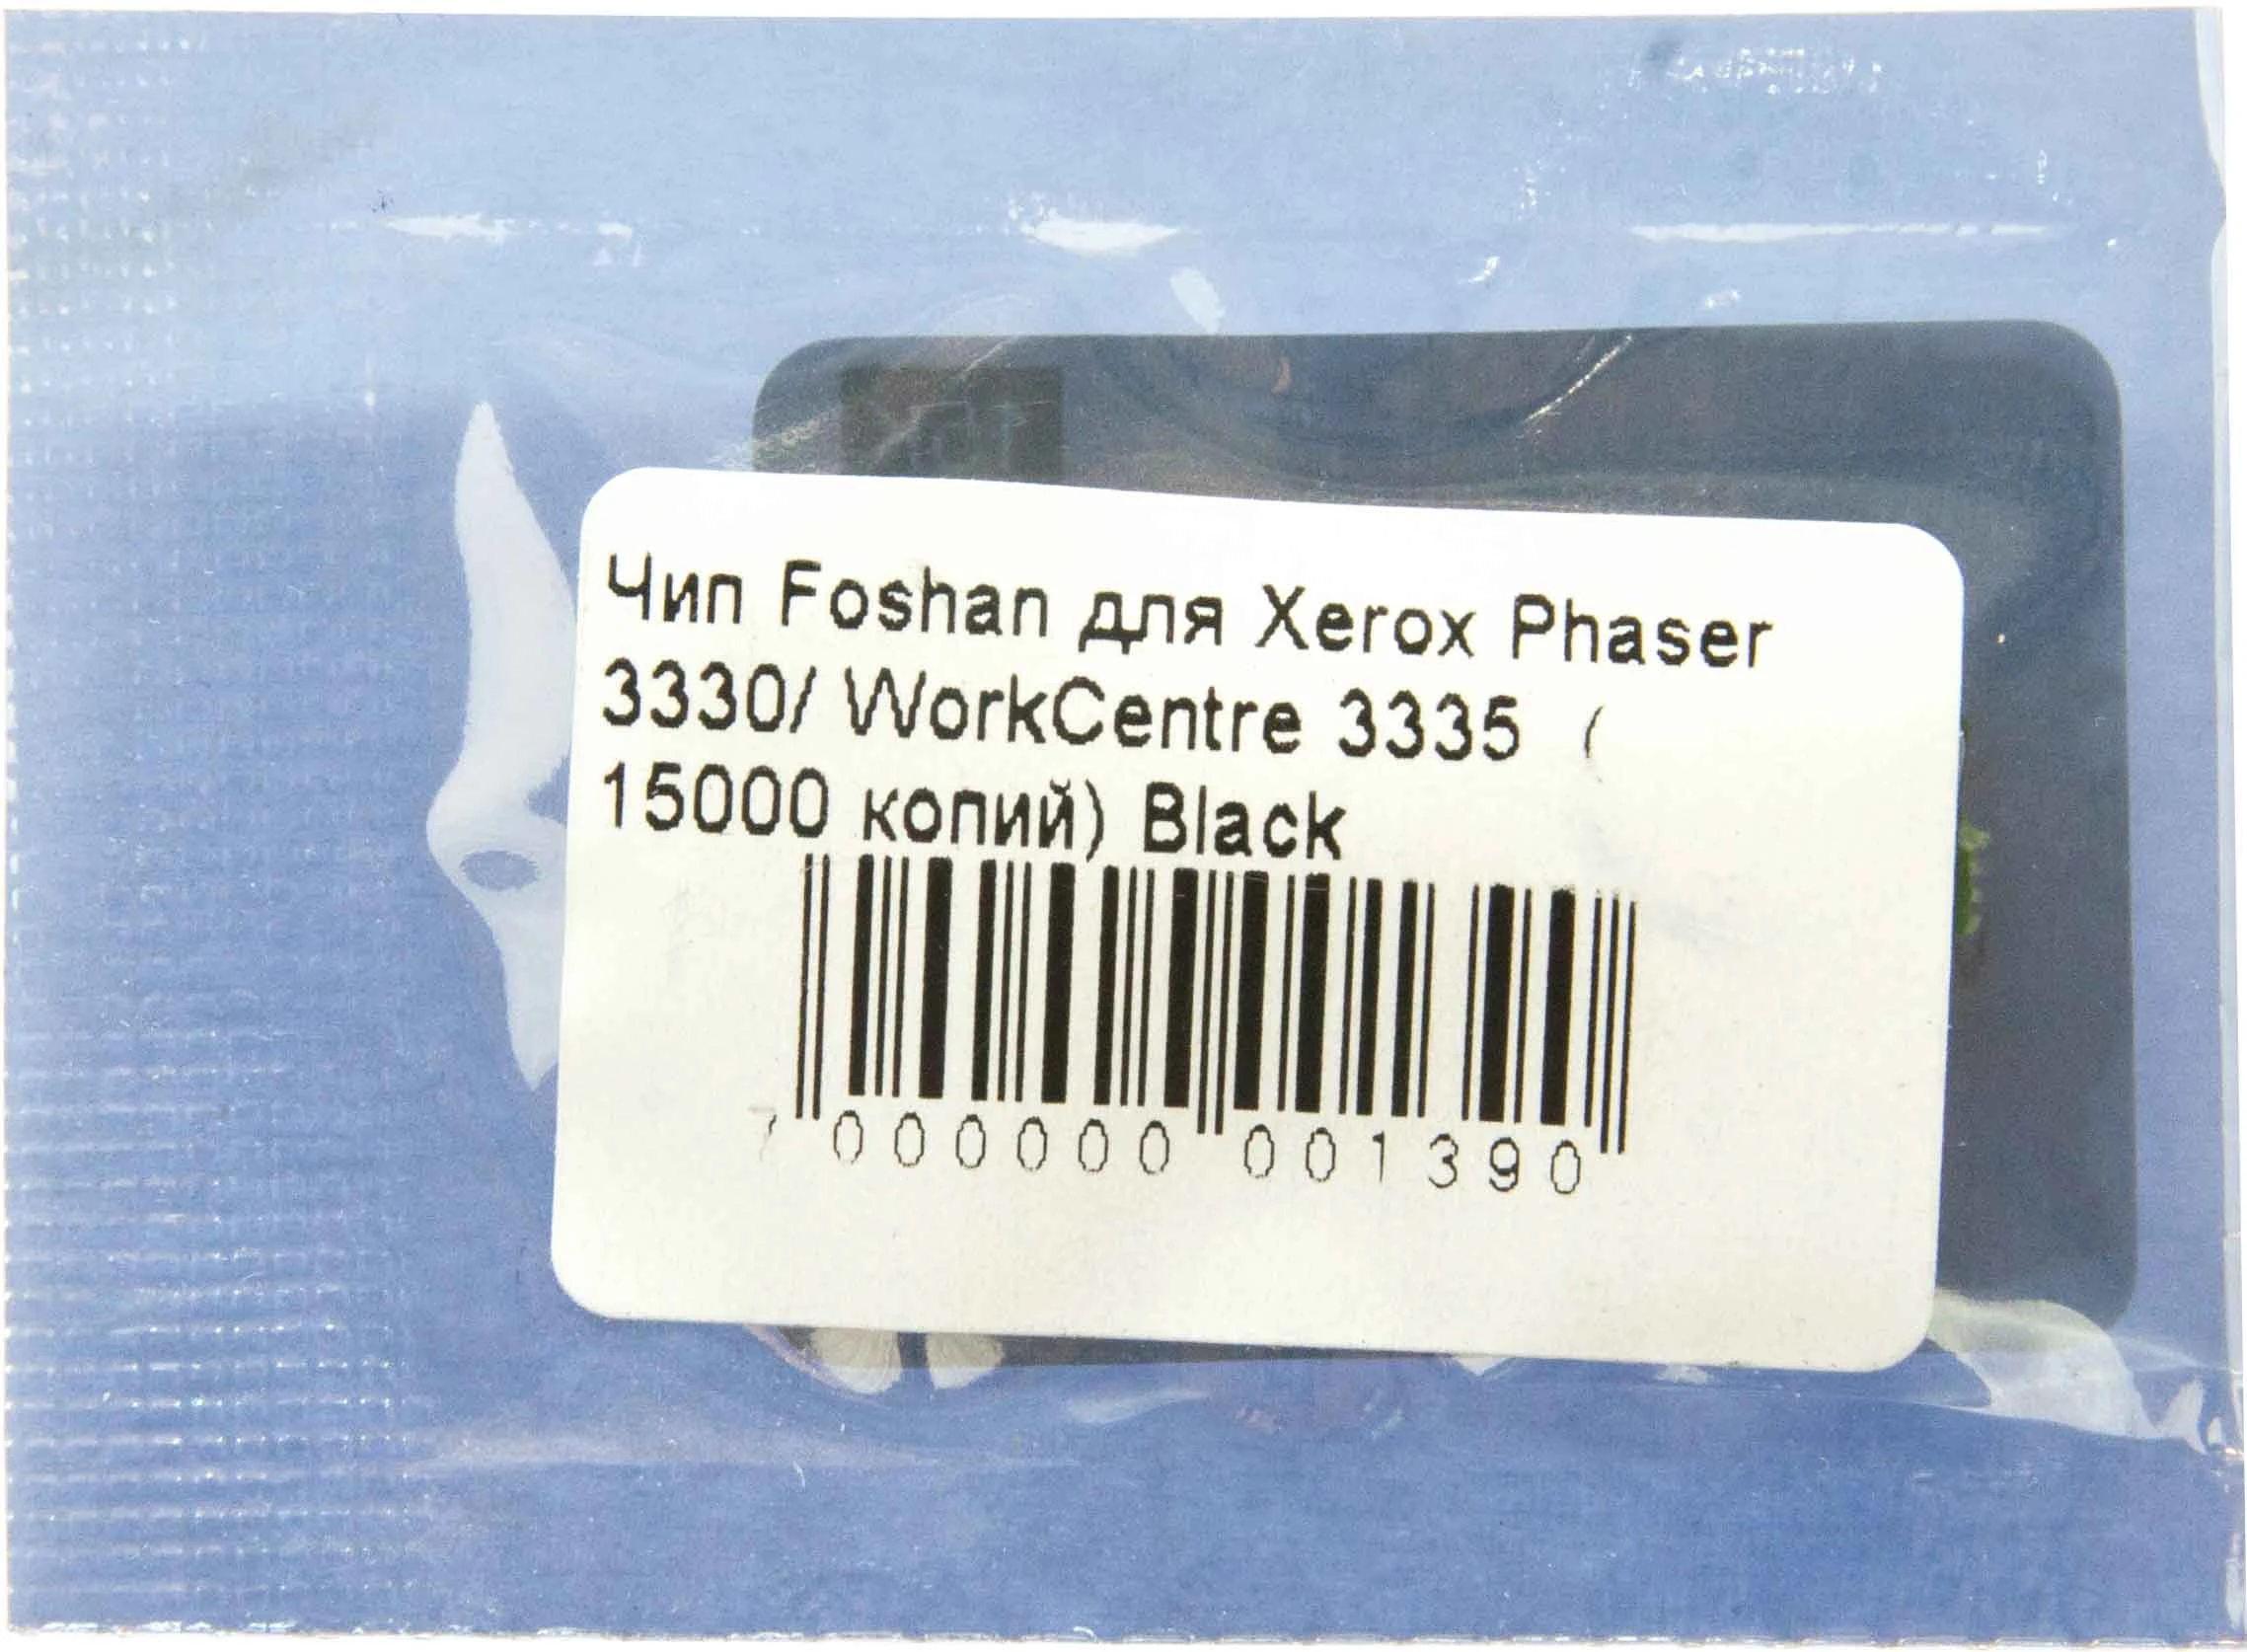 Чип Foshan для Xerox Phaser
3330/ WorkCentre 3335 (
15000 копий) Black
7 000000 001390